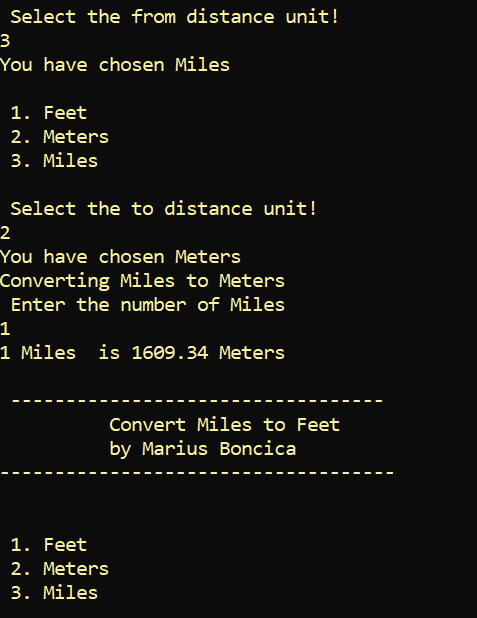 Select the from distance unit!
3
You have chosen Miles
1. Feet
2. Meters
3. Miles
Select the to distance unit!
2
You have chosen Meters
Converting Miles to Meters
Enter the number of Miles
1
1 Miles  is 1609.34 Meters
----------------------------------
Convert Miles to Feet
by Marius Boncica
------------------------------------
1. Feet
2. Meters
3. Miles